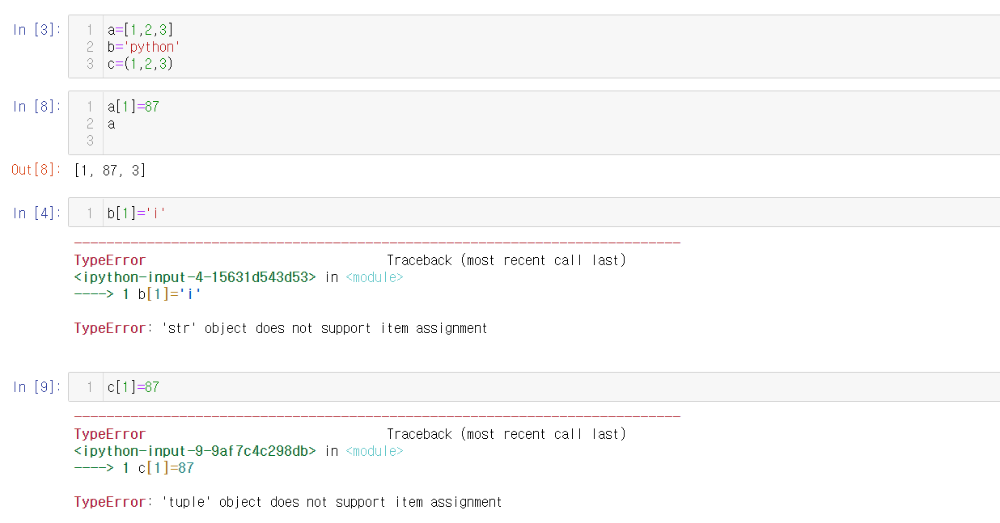 In [3]:
1 a=[1,2,3]
2 b='python'
3 c=(1,2,3)
In [8]:
1 a[1]=87
2 a
3
Out[8]: [1, 87, 3]
In [4]:
1 b[1]='i'
---------------------------------------------------------------------------
TypeError                                 Traceback (most recent call last)
<ipython-input-4-15631d543d53> in <module>
----> 1 b[1]='i'
TypeError: 'str' object does not support item assignment
In [9]:
1 c[1]=87
---------------------------------------------------------------------------
TypeError                                 Traceback (most recent call last)
<ipython-input-9-9af7c4c298db> in <module>
----> 1 c[1]=87
TypeError: 'tuple' object does not support item assignment